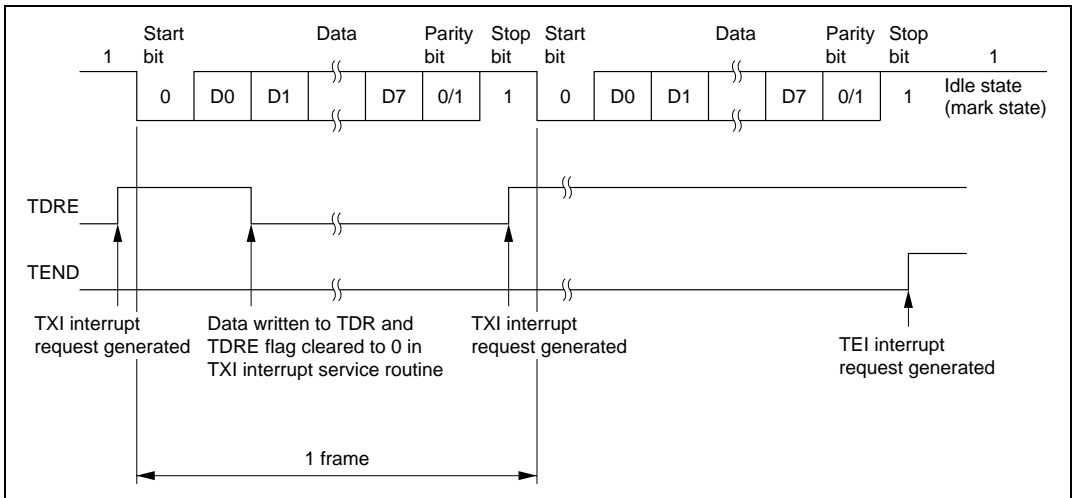 Start Data Parity Stop Start Data Parity Stop
1 bit bit bit bit bit bit 1
0 D0 D1 D7 0/1 1 0 D0 D1 D7 0/1 1 Idle state
(mark state)
TDRE
TEND
TXI interrupt
request generated
Data written to TDR and
TDRE flag cleared to 0 in
TXI interrupt service routine
TXI interrupt
request generated
TEI interrupt
request generated
1 frame